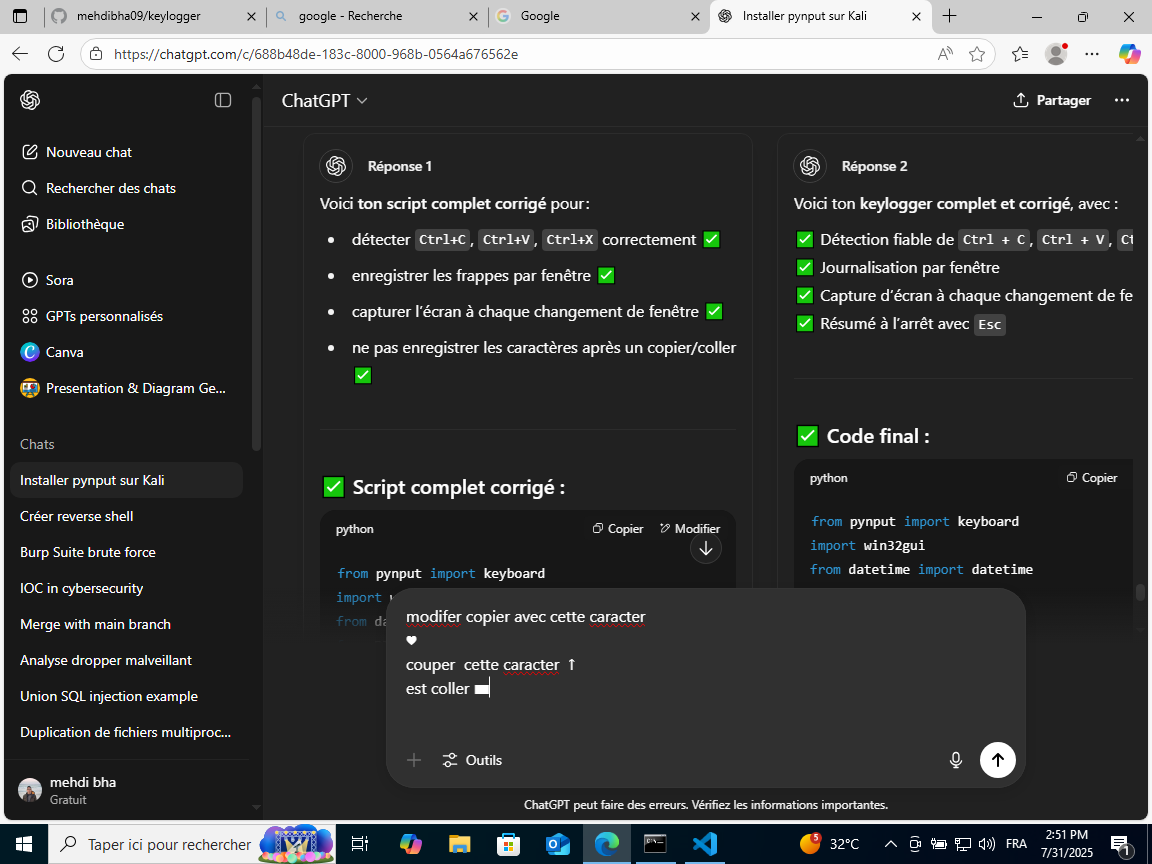 mehdibha09/keylogger
google - Recherche
Google
Installer pynput sur Kali
https://chatgpt.com/c/688b48de-183c-8000-968b-0564a676562e
ChatGPT
Partager
Nouveau chat
Rechercher des chats
Bibliothèque
Sora
GPTs personnalisés
Canva
Presentation & Diagram Ge...
Chats
Installer pynput sur Kali
Créer reverse shell
Burp Suite brute force
IOC in cybersecurity
Merge with main branch
Analyse dropper malveillant
Union SQL injection example
Duplication de fichiers multiproc...
mehdi bha
Gratuit
Réponse 1
Voici ton script complet corrigé pour :
• détecter Ctrl+C, Ctrl+V, Ctrl+X correctement ✅
• enregistrer les frappes par fenêtre ✅
• capturer l’écran à chaque changement de fenêtre ✅
• ne pas enregistrer les caractères après un copier/coller
✅
✅ Script complet corrigé :
python
Copier
Modifier
from pynput import keyboard
import
from da
Réponse 2
Voici ton keylogger complet et corrigé, avec :
✅ Détection fiable de Ctrl + C, Ctrl + V, Ct
✅ Journalisation par fenêtre
✅ Capture d’écran à chaque changement de fe
✅ Résumé à l’arrêt avec Esc
✅ Code final :
python
Copier
from pynput import keyboard
import win32gui
from datetime import datetime
modifer copier avec cette caracter
♥
couper cette caracter ↑
est coller ▬
Outils
ChatGPT peut faire des erreurs. Vérifiez les informations importantes.
Taper ici pour rechercher
5
32°C
FRA
2:51 PM
7/31/2025
1